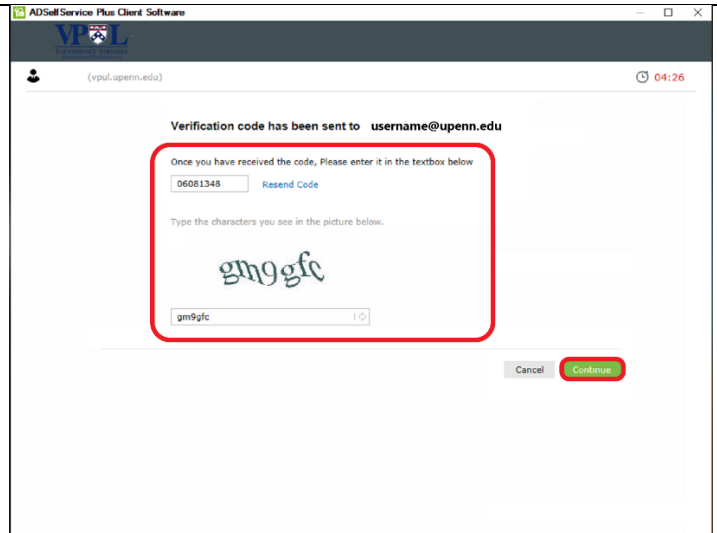 ADSelfService Plus Client Software
VPUL
TECHNOLOGY SERVICES
(vpul.upenn.edu)
04:26
Verification code has been sent to username@upenn.edu
Once you have received the code, Please enter it in the textbox below
06081348 Resend Code
Type the characters you see in the picture below.
gm9gfc
gm9gfc
Cancel Continue